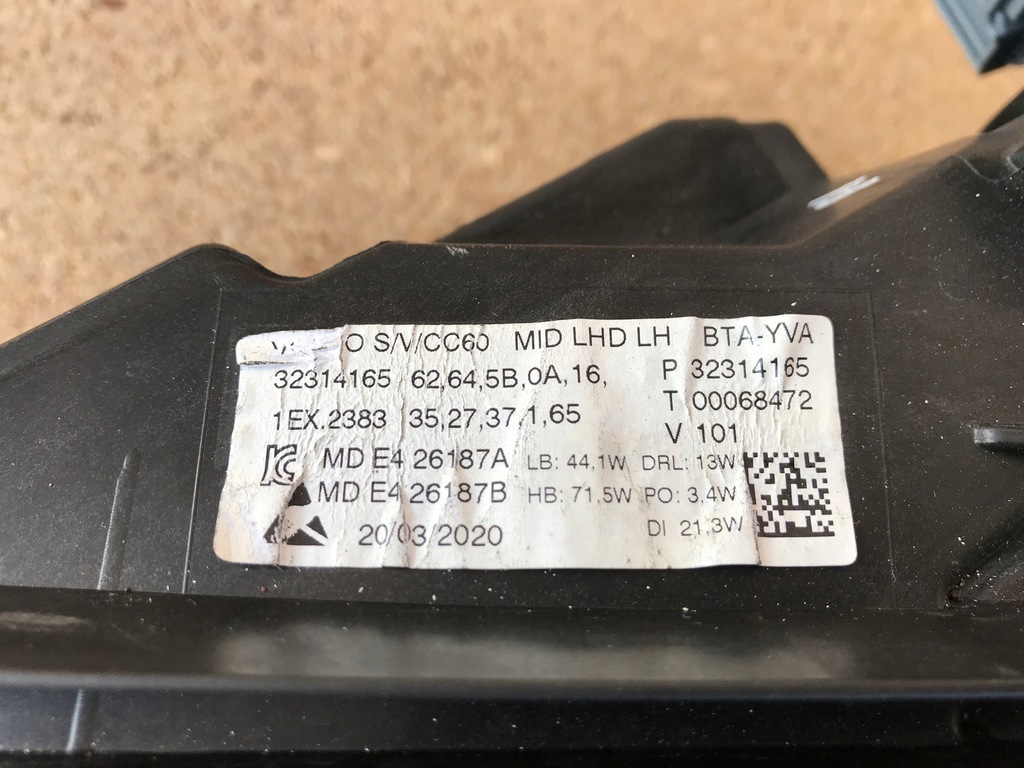 O S/V/CC60 MID LHD LH BTA-YVA
32314165 62,64,5B,0A,16, P 32314165
1EX.2383 35,27,37,1,65 T 00068472
V 101
MD E4 26187A LB: 44,1W DRL: 13W
MD E4 26187B HB: 71,5W PO: 3,4W
20/03/2020 DI 21,3W